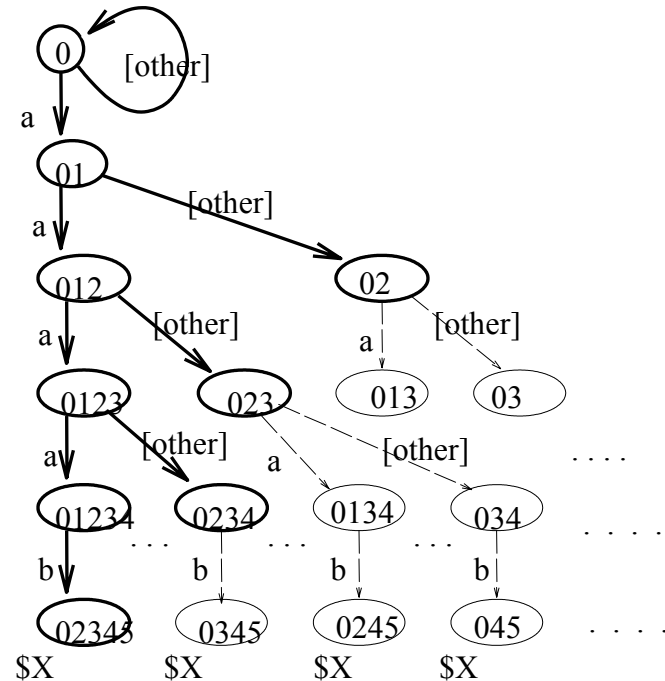 0
[other]
a
01
[other]
a
012
02
[other]
[other]
a
a
0123
023
013
03
[other]
[other]
a
a
. . . .
01234
0234
0134
034
. . .
. . .
. . .
. . . .
b
b
b
b
02345
0345
0245
045
. . . .
$X
$X
$X
$X